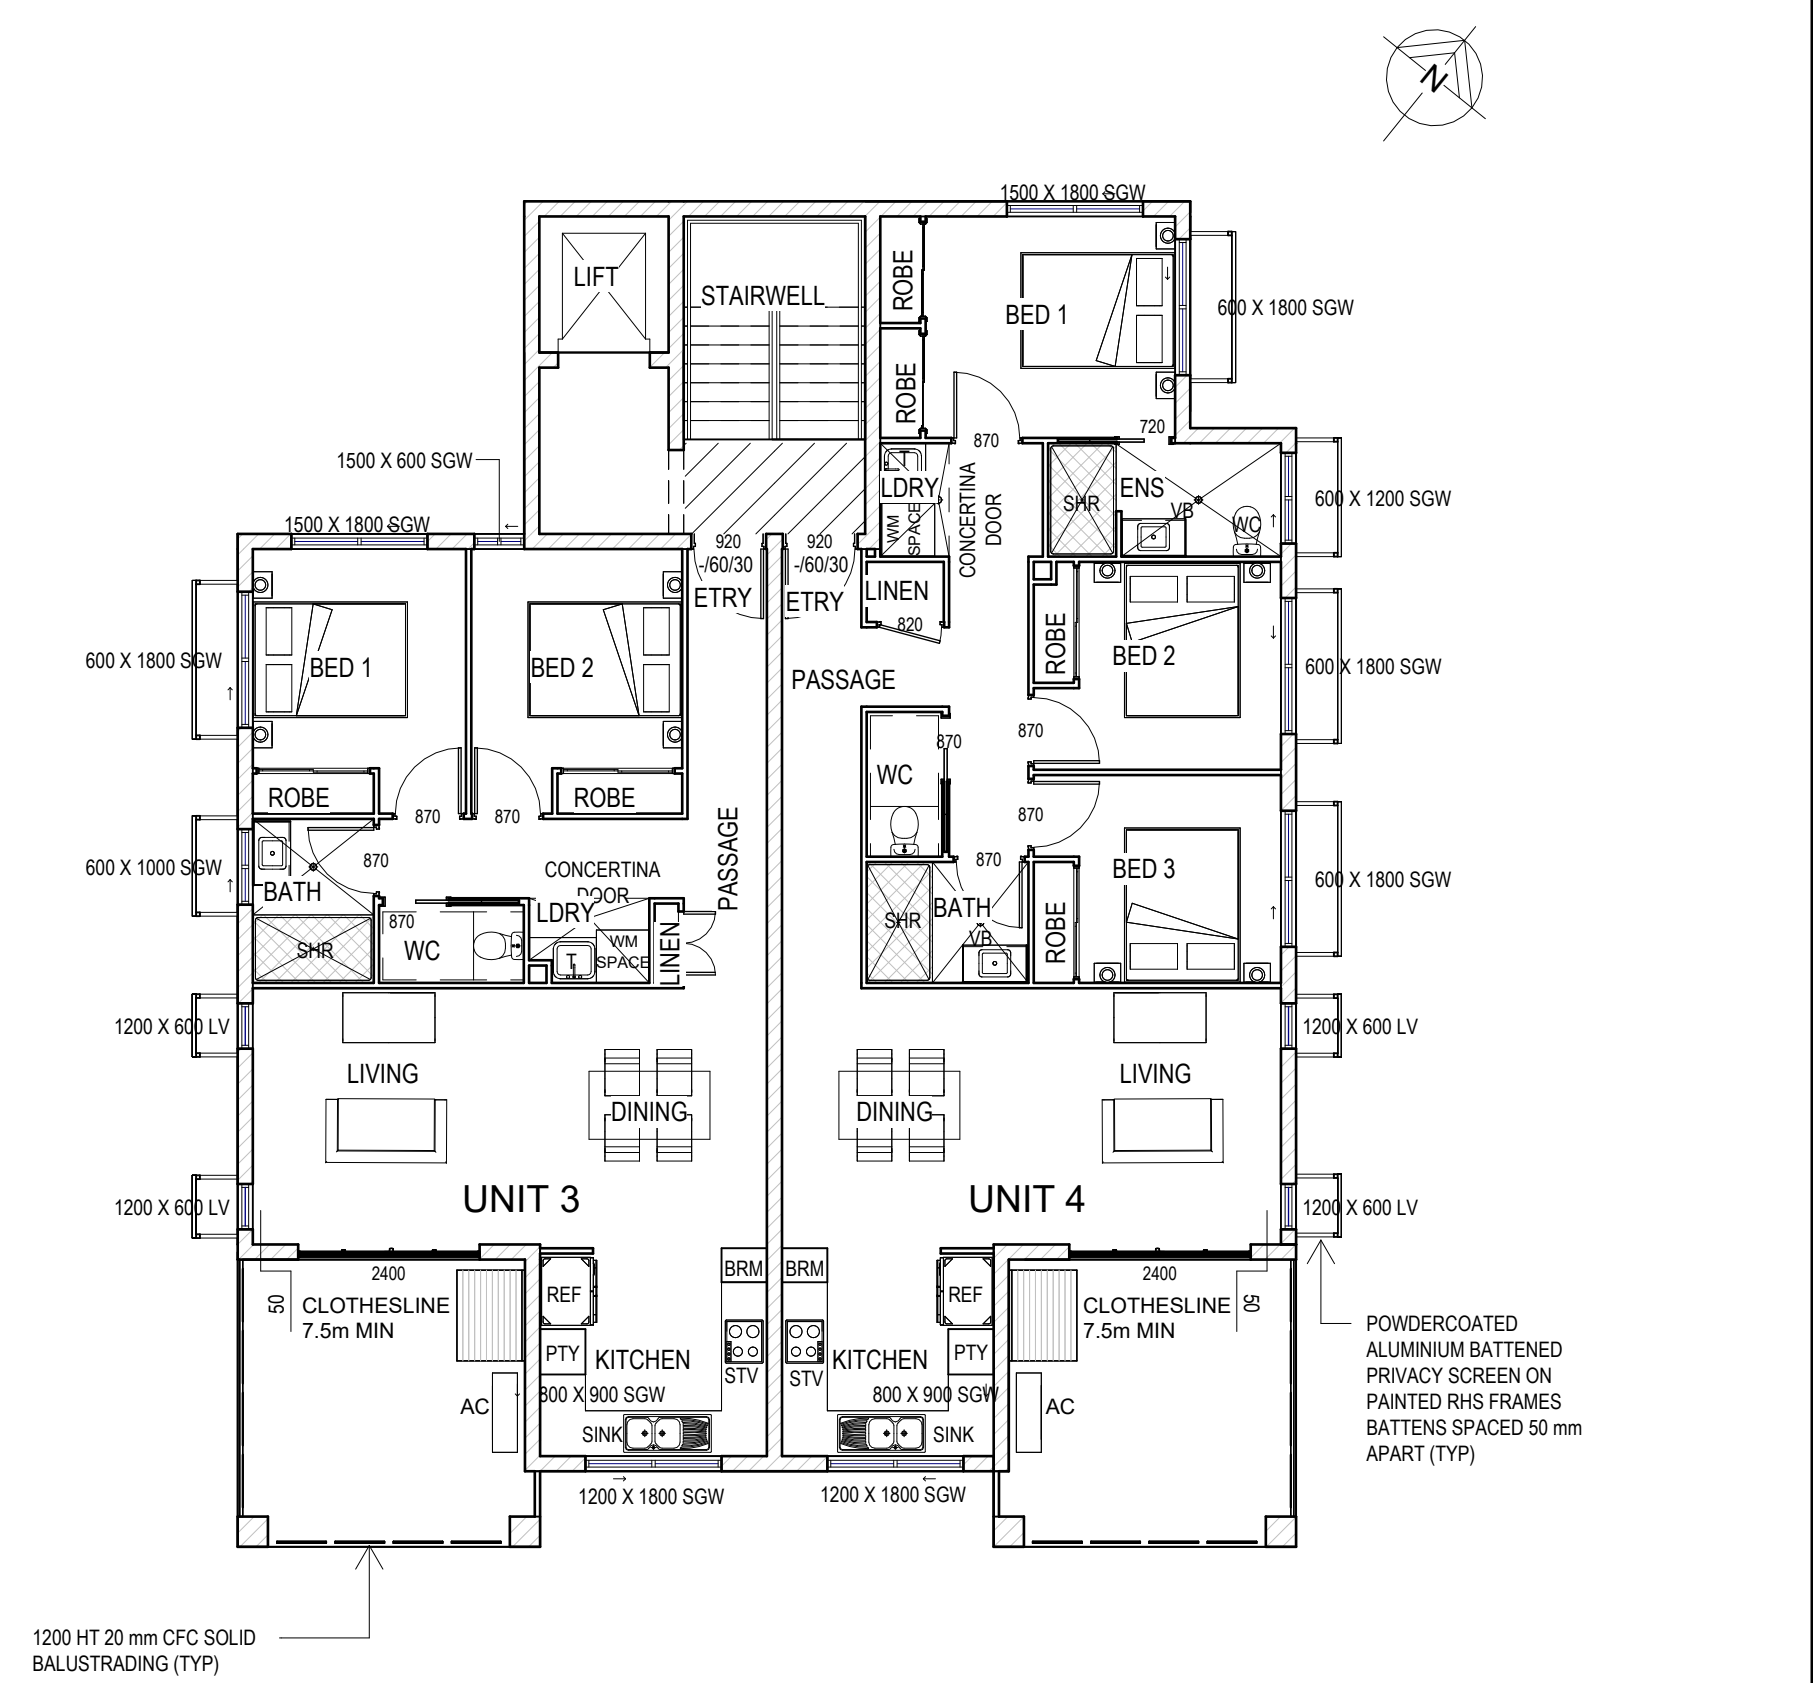 N
1500 X 1800 SGW
LIFT
STAIRWELL
ROBE
BED 1
600 X 1800 SGW
ROBE
870
720
1500 X 600 SGW
T
LDRY
WM
SPACE
CONCERTINA
DOOR
SHR
ENS
VB
WC
600 X 1200 SGW
1500 X 1800 SGW
920
-/60/30
ETRY
920
-/60/30
ETRY
LINEN
820
ROBE
BED 2
600 X 1800 SGW
600 X 1800 SGW
BED 1
BED 2
PASSAGE
870
870
WC
ROBE
ROBE
870
870
PASSAGE
870
870
BED 3
600 X 1800 SGW
600 X 1000 SGW
870
BATH
CONCERTINA
DOOR
LDRY
870
WC
SHR
T
WM
SPACE
LINEN
SHR
BATH
VB
ROBE
1200 X 600 LV
1200 X 600 LV
LIVING
DINING
DINING
LIVING
1200 X 600 LV
UNIT 3
UNIT 4
1200 X 600 LV
2400
50
CLOTHESLINE
7.5m MIN
REF
BRM
BRM
REF
2400
CLOTHESLINE
7.5m MIN
50
PTY
KITCHEN
STV
STV
KITCHEN
PTY
AC
800 X 900 SGW
800 X 900 SGW
AC
SINK
SINK
1200 X 1800 SGW
1200 X 1800 SGW
POWDERCOATED
ALUMINIUM BATTENED
PRIVACY SCREEN ON
PAINTED RHS FRAMES
BATTENS SPACED 50 mm
APART (TYP)
1200 HT 20 mm CFC SOLID
BALUSTRADING (TYP)